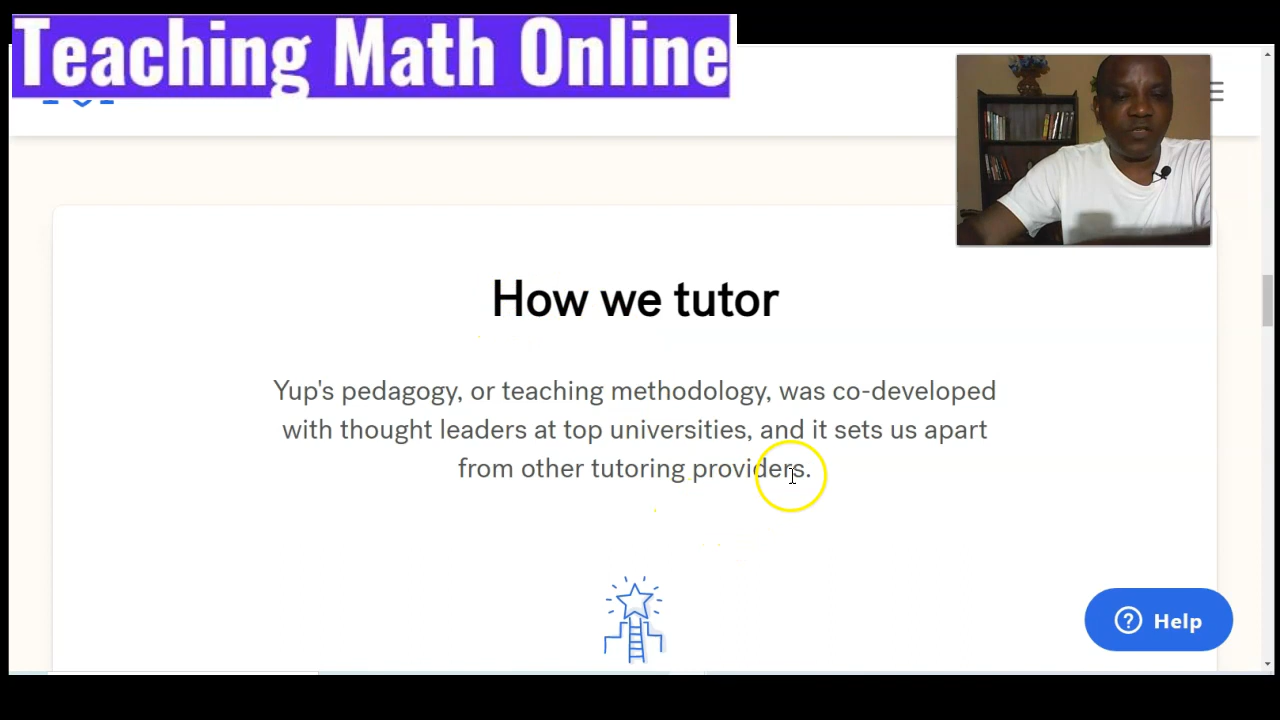 Teaching Math Online
How we tutor
Yup's pedagogy, or teaching methodology, was co-developed
with thought leaders at top universities, and it sets us apart
from other tutoring providers.
Help